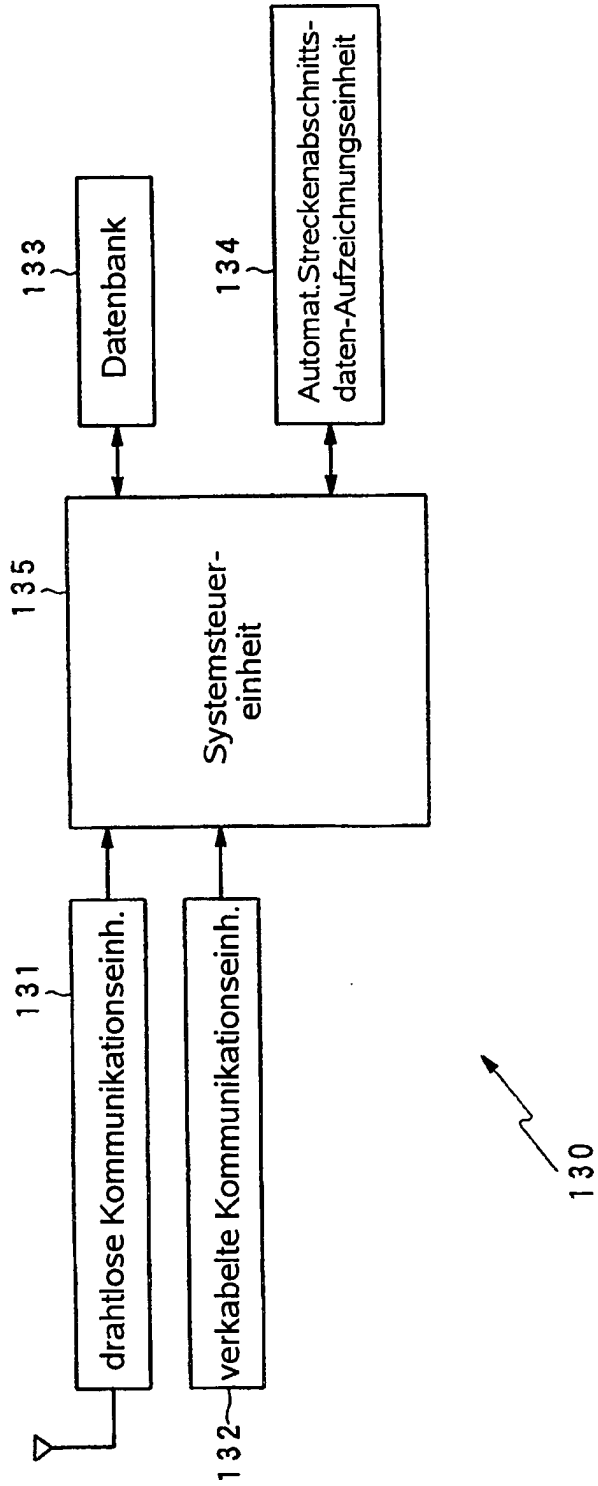 131
drahtlose Kommunikationseinh.
132
verkabelte Kommunikationseinh.
135
Systemsteuer-
einheit
133
Datenbank
134
Automat.Streckenabschnitts-
daten-Aufzeichnungseinheit
130